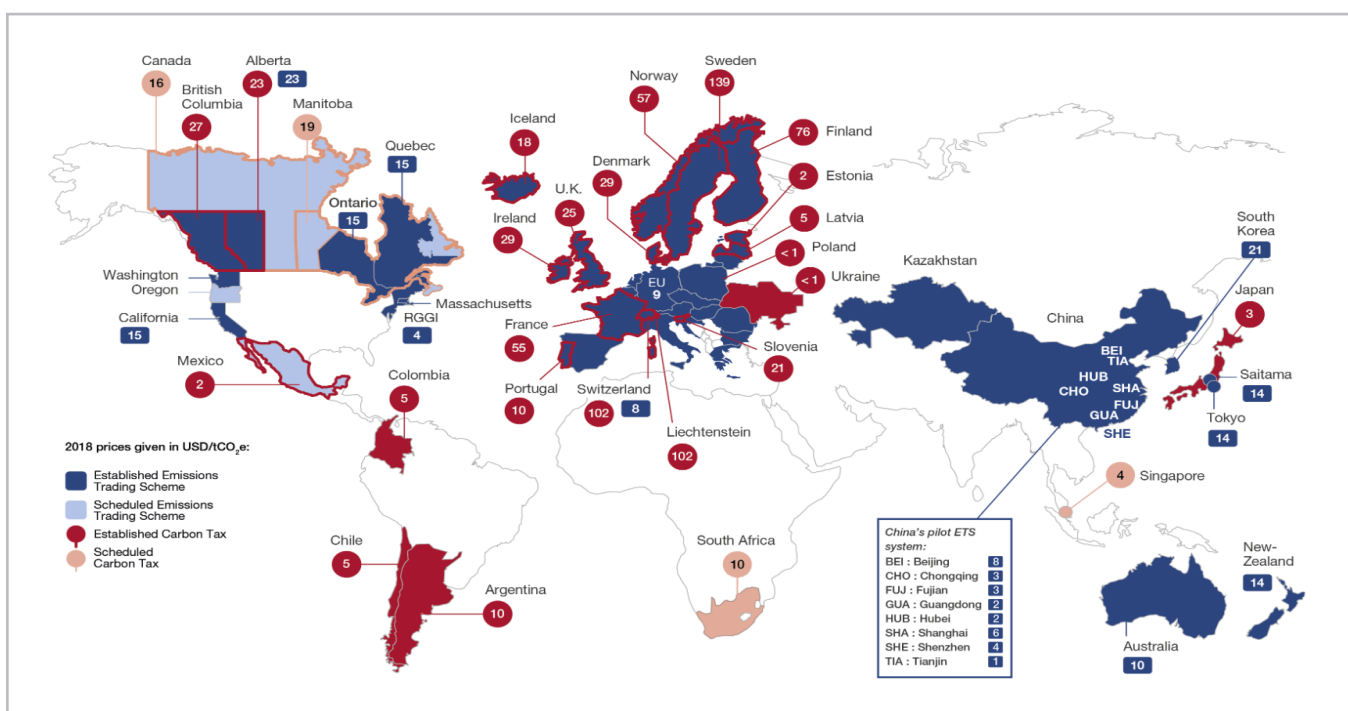 Canada
16
Alberta
23
23
British
Columbia
27
Manitoba
19
Quebec
15
Ontario
15
Washington
Oregon
California
15
Massachusetts
RGGI
4
Mexico
2
Colombia
5
Chile
5
Argentina
10
Iceland
18
Norway
57
Sweden
139
Finland
76
Denmark
29
Estonia
2
U.K.
25
Latvia
5
Ireland
29
Poland
< 1
Ukraine
< 1
EU
9
France
55
Slovenia
21
Portugal
10
Switzerland
102
8
Liechtenstein
102
South Africa
10
Kazakhstan
China
BEI
TIA
HUB
CHO
SHA
FUJ
GUA
SHE
South
Korea
21
Japan
3
Saitama
14
Tokyo
14
4
Singapore
New-
Zealand
14
Australia
10
2018 prices given in USD/tCO₂e:
Established Emissions
Trading Scheme
Scheduled Emissions
Trading Scheme
Established Carbon Tax
Scheduled
Carbon Tax
China's pilot ETS
system:
BEI : Beijing 8
CHO : Chongqing 3
FUJ : Fujian 3
GUA : Guangdong 2
HUB : Hubei 2
SHA : Shanghai 6
SHE : Shenzhen 4
TIA : Tianjin 1